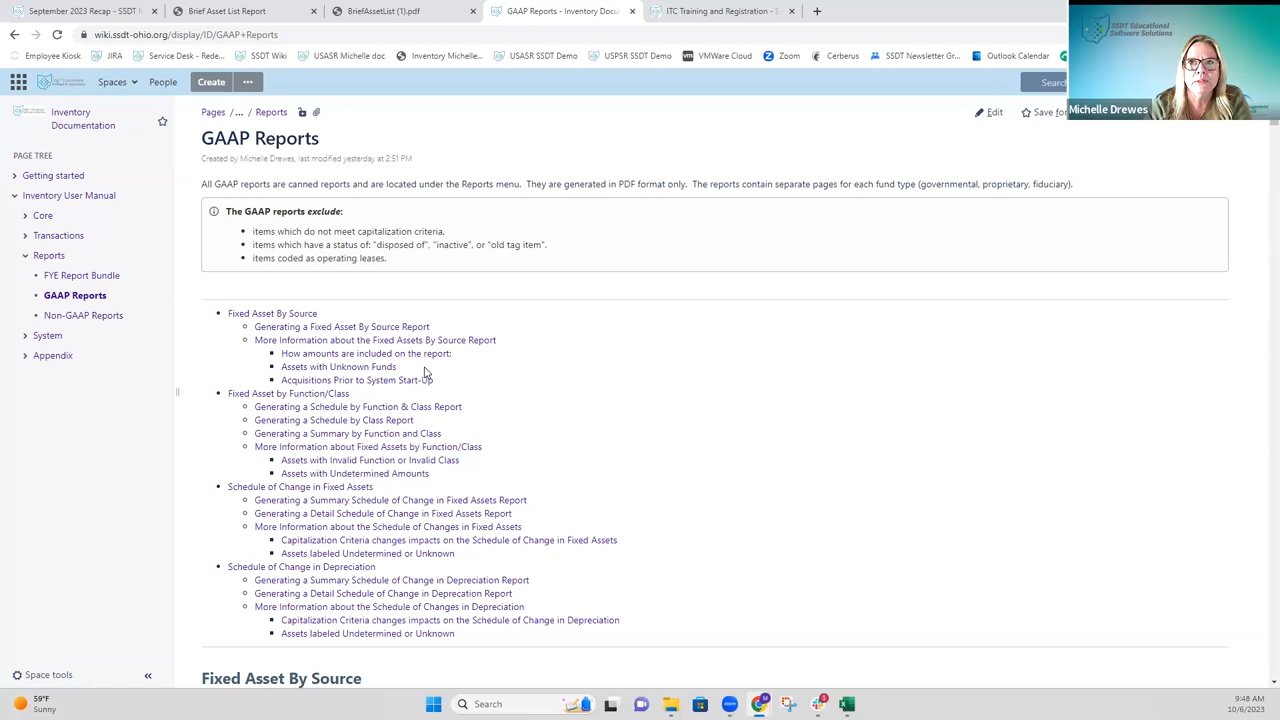 September 2023 Recap - SSDT M
Brief Asset List Report
BriefAssetList (1).pdf
GAAP Reports - Inventory Docum
ITC Training and Registration - S
wiki.ssdt-ohio.org/display/ID/GAAP+Reports
Employee Kiosk
JIRA
Service Desk - Rede...
SSDT Wiki
USASR Michelle doc
Inventory Michelle...
USASR SSDT Demo
USPSR SSDT Demo
VMWare Cloud
Zoom
Cerberus
SSDT Newsletter Gr...
Outlook Calendar
SSDT Educational
Software Solutions
Michelle Drewes
Spaces
People
Create
Search
Inventory
Documentation
Pages / ... / Reports
Edit
Save for
PAGE TREE
Getting started
Inventory User Manual
Core
Transactions
Reports
FYE Report Bundle
GAAP Reports
Non-GAAP Reports
System
Appendix
GAAP Reports
Created by Michelle Drewes, last modified yesterday at 2:51 PM
All GAAP reports are canned reports and are located under the Reports menu. They are generated in PDF format only. The reports contain separate pages for each fund type (governmental, proprietary, fiduciary).
The GAAP reports exclude:
items which do not meet capitalization criteria.
items which have a status of: "disposed of", "inactive", or "old tag item".
items coded as operating leases.
Fixed Asset By Source
Generating a Fixed Asset By Source Report
More Information about the Fixed Assets By Source Report
How amounts are included on the report:
Assets with Unknown Funds
Acquisitions Prior to System Start-Up
Fixed Asset by Function/Class
Generating a Schedule by Function & Class Report
Generating a Schedule by Class Report
Generating a Summary by Function and Class
More Information about Fixed Assets by Function/Class
Assets with Invalid Function or Invalid Class
Assets with Undetermined Amounts
Schedule of Change in Fixed Assets
Generating a Summary Schedule of Change in Fixed Assets Report
Generating a Detail Schedule of Change in Fixed Assets Report
More Information about the Schedule of Changes in Fixed Assets
Capitalization Criteria changes impacts on the Schedule of Change in Fixed Assets
Assets labeled Undetermined or Unknown
Schedule of Change in Depreciation
Generating a Summary Schedule of Change in Depreciation Report
Generating a Detail Schedule of Change in Deprecation Report
More Information about the Schedule of Changes in Depreciation
Capitalization Criteria changes impacts on the Schedule of Change in Depreciation
Assets labeled Undetermined or Unknown
Fixed Asset By Source
Space tools
59°F
Sunny
Search
9:48 AM
10/6/2023